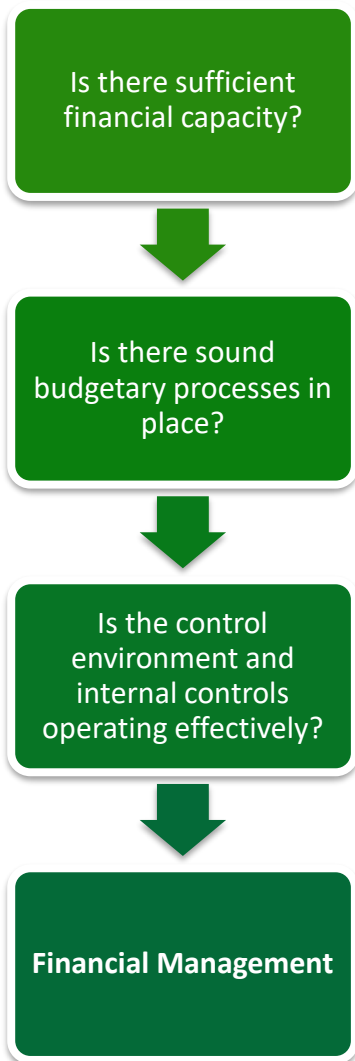 Is there sufficient
financial capacity?
Is there sound
budgetary processes in
place?
Is the control
environment and
internal controls
operating effectively?
Financial Management